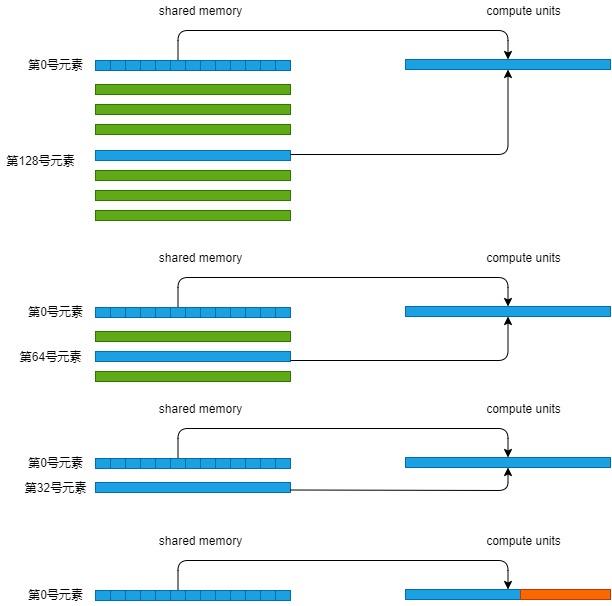 shared memory compute units
第0号元素
第128号元素
shared memory compute units
第0号元素
第64号元素
shared memory compute units
第0号元素
第32号元素
shared memory compute units
第0号元素